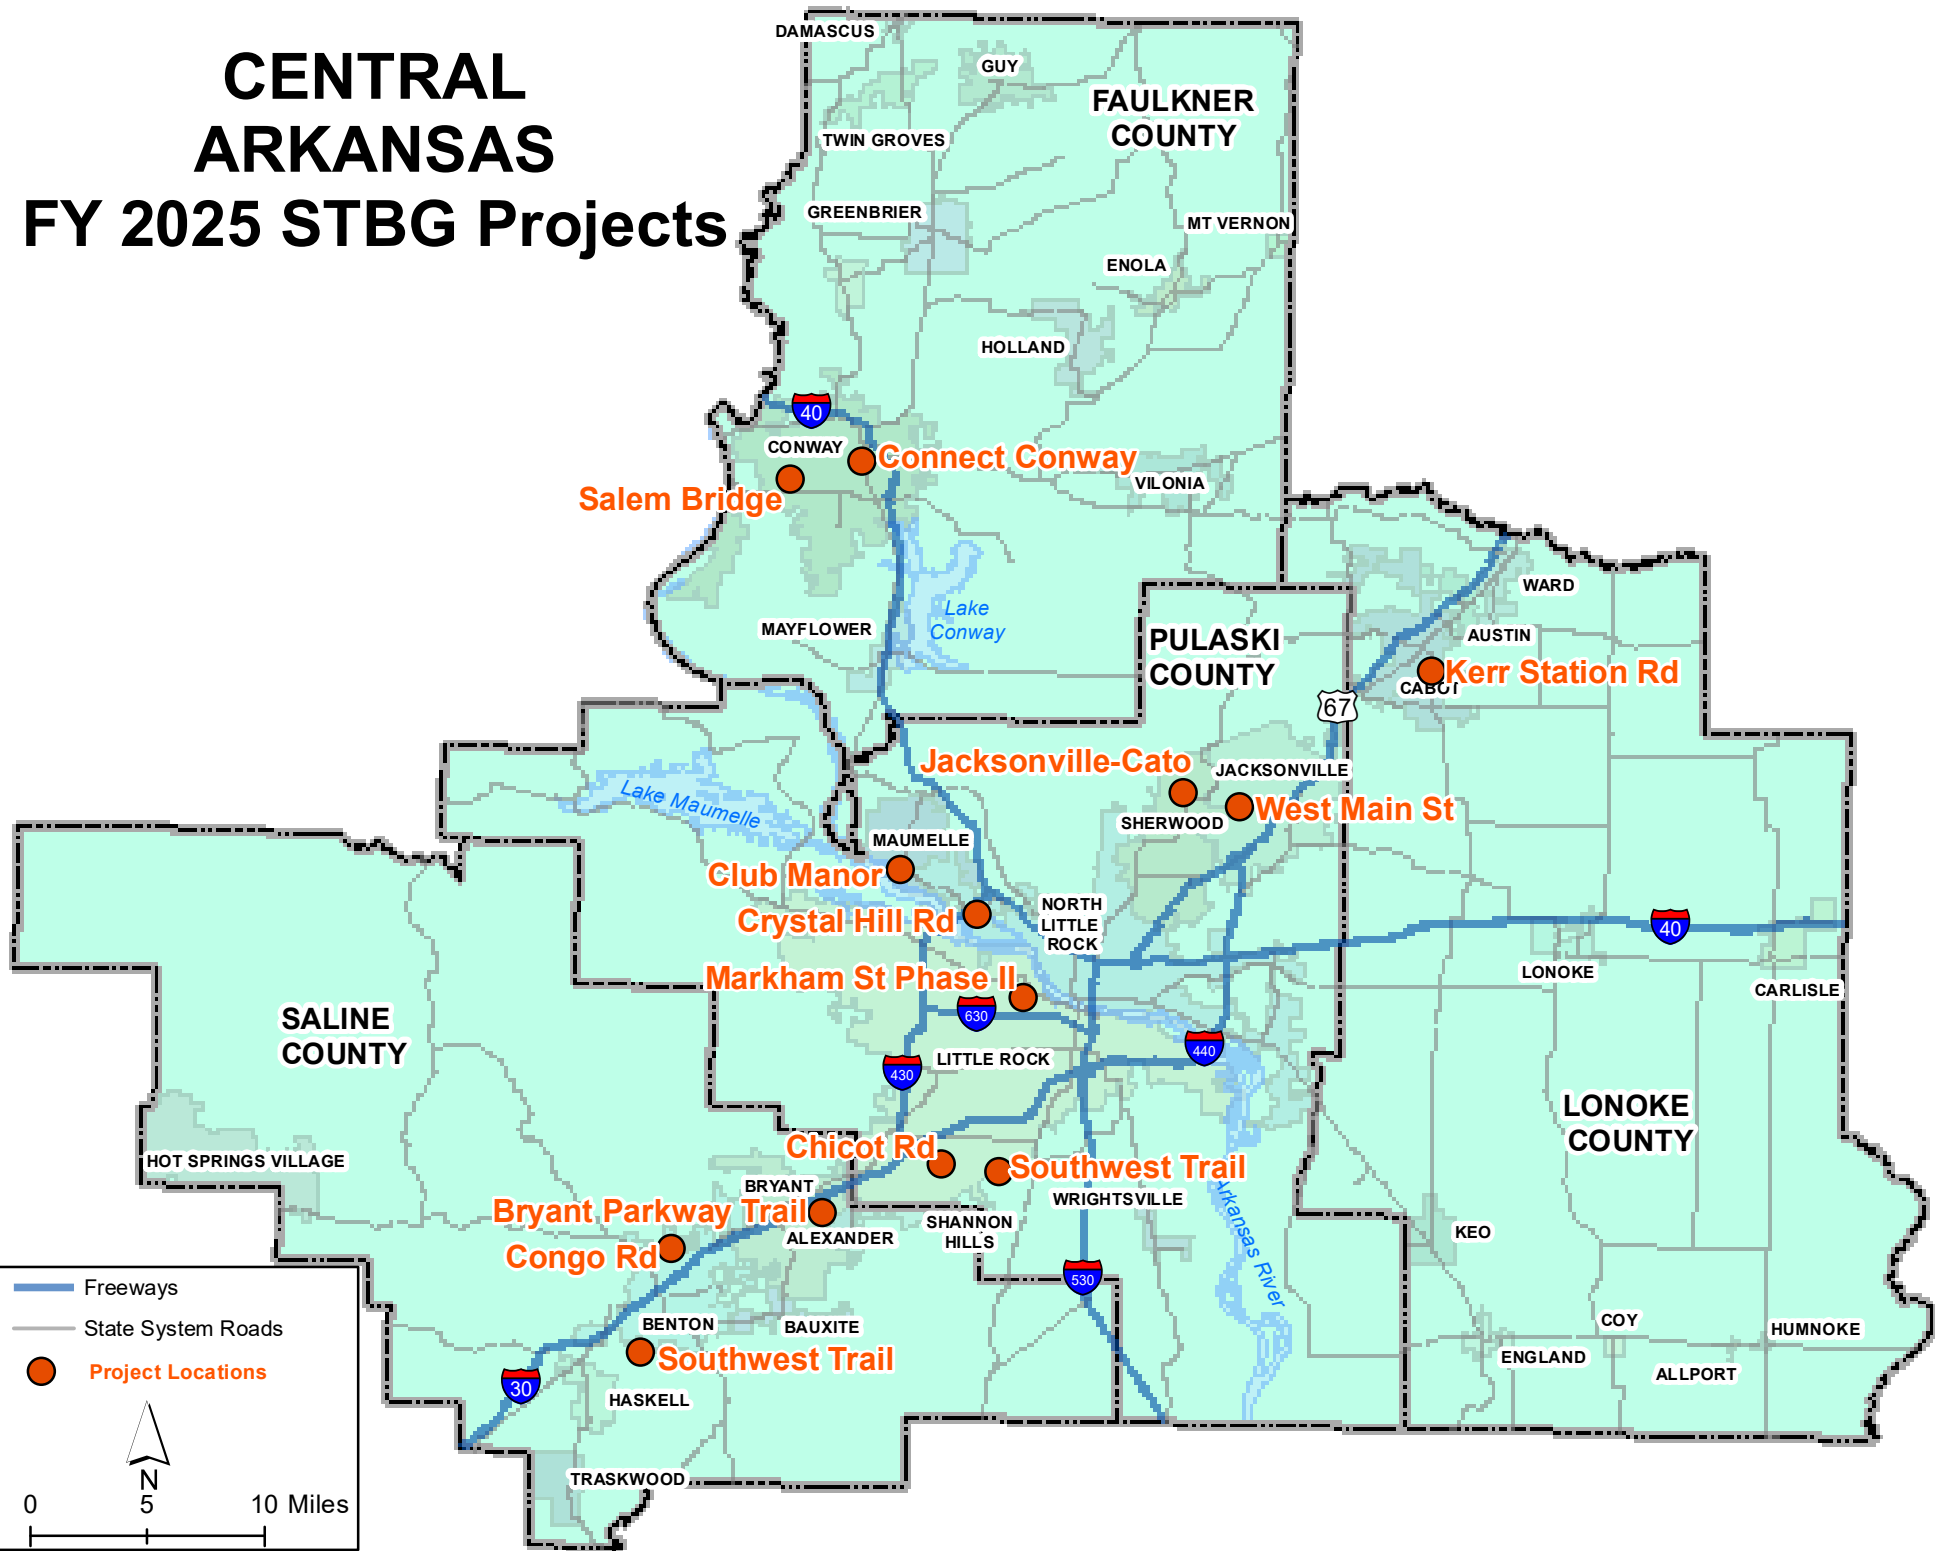 CENTRAL
ARKANSAS
FY 2025 STBG Projects
DAMASCUS
GUY
FAULKNER
COUNTY
TWIN GROVES
GREENBRIER
MT VERNON
ENOLA
HOLLAND
40
CONWAY
Connect Conway
Salem Bridge
VILONIA
WARD
Lake
Conway
MAYFLOWER
PULASKI
COUNTY
AUSTIN
Kerr Station Rd
CABOT
67
Jacksonville-Cato
JACKSONVILLE
Lake Maumelle
West Main St
SHERWOOD
MAUMELLE
Club Manor
Crystal Hill Rd
NORTH
LITTLE
ROCK
40
LONOKE
CARLISLE
Markham St Phase II
630
SALINE
COUNTY
LITTLE ROCK
440
430
LONOKE
COUNTY
Chicot Rd
Southwest Trail
HOT SPRINGS VILLAGE
BRYANT
WRIGHTSVILLE
Bryant Parkway Trail
ALEXANDER
SHANNON
HILLS
Arkansas River
KEO
Congo Rd
530
BENTON
BAUXITE
COY
HUMNOKE
ENGLAND
ALLPORT
Southwest Trail
30
HASKELL
TRASKWOOD
Freeways
State System Roads
Project Locations
N
0 5 10 Miles